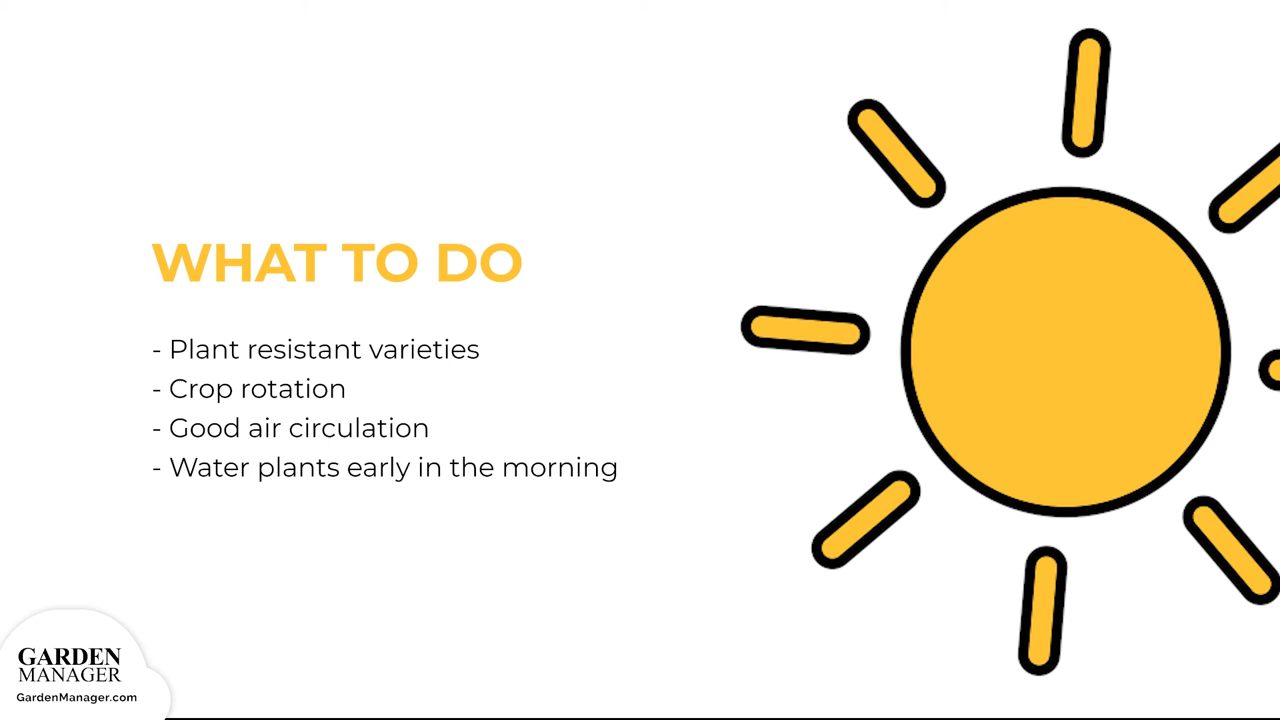 WHAT TO DO
- Plant resistant varieties
- Crop rotation
- Good air circulation
- Water plants early in the morning
GARDEN
MANAGER
GardenManager.com